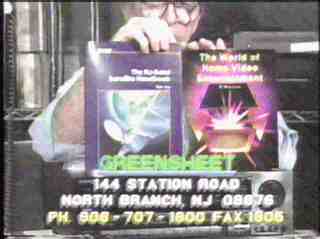 The Ku-Band
Satellite Handbook
The World of
Home Video
Entertainment
GREENSHEET
144 STATION ROAD
NORTH BRANCH, NJ 08876
PH. 908-707-1800 FAX 1805